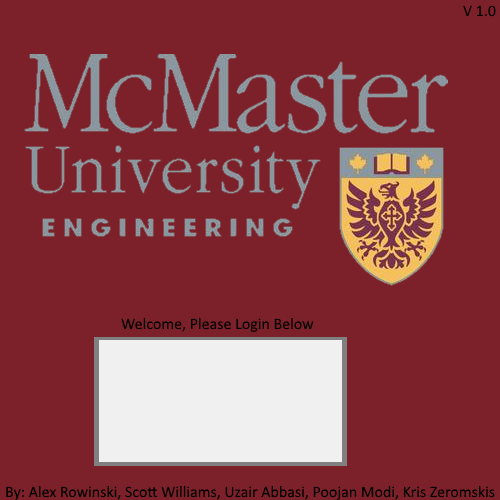 V 1.0
McMaster
University
ENGINEERING
Welcome, Please Login Below
By: Alex Rowinski, Scott Williams, Uzair Abbasi, Poojan Modi, Kris Zeromskis